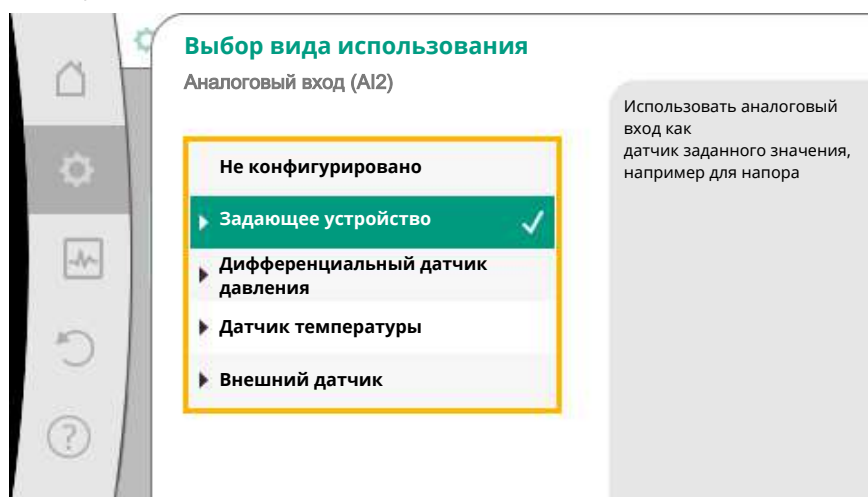 Выбор вида использования
Аналоговый вход (AI2)
Использовать аналоговый
вход как
датчик заданного значения,
например для напора
Не конфигурировано
Задающее устройство
Дифференциальный датчик
давления
Датчик температуры
Внешний датчик
?